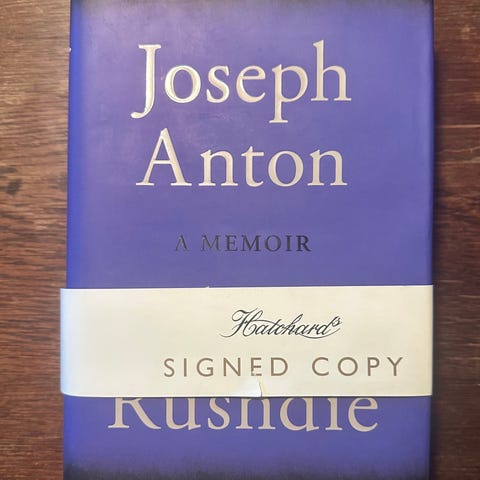 Joseph
Anton
A MEMOIR
Hatchards
SIGNED COPY
Rushdie